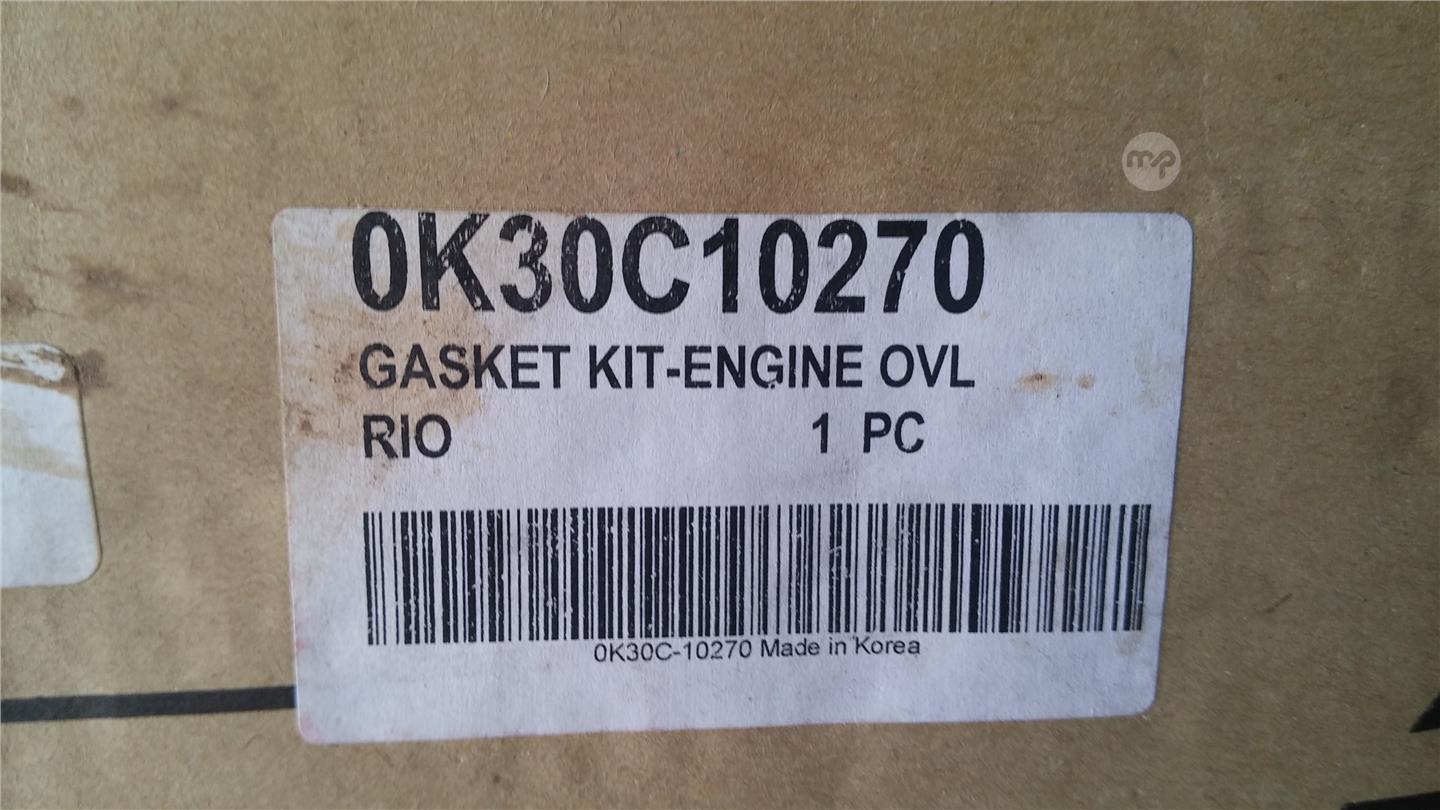 mp
0K30C10270
GASKET KIT-ENGINE OVL
RIO 1 PC
0K30C-10270 Made in Korea